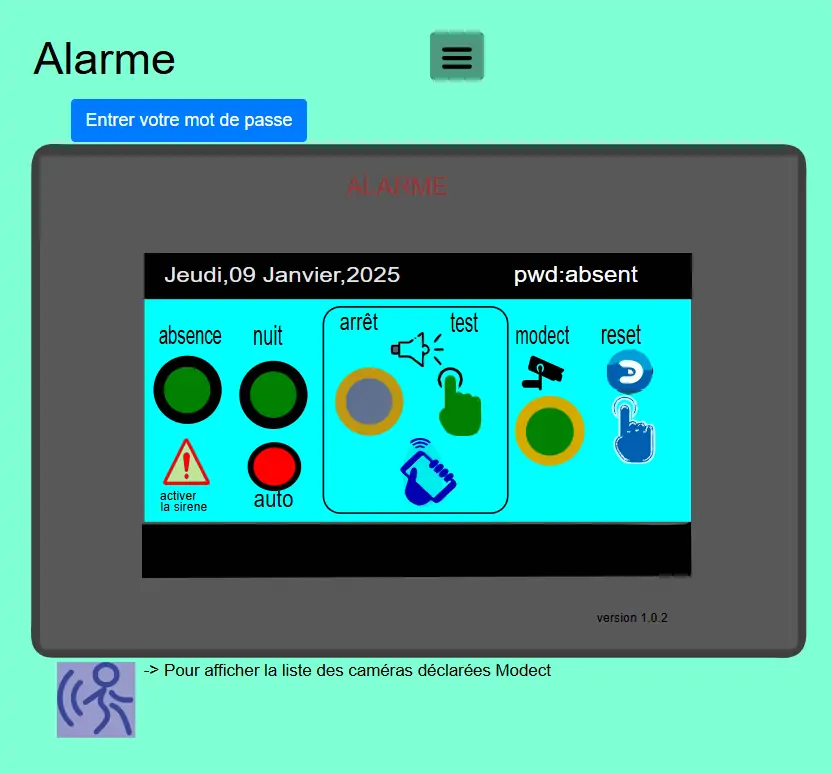 Alarme
Entrer votre mot de passe
ALARME
Jeudi,09 Janvier,2025
pwd:absent
absence
nuit
arrêt
test
modect
reset
activer
la sirene
auto
version 1.0.2
-> Pour afficher la liste des caméras déclarées Modect